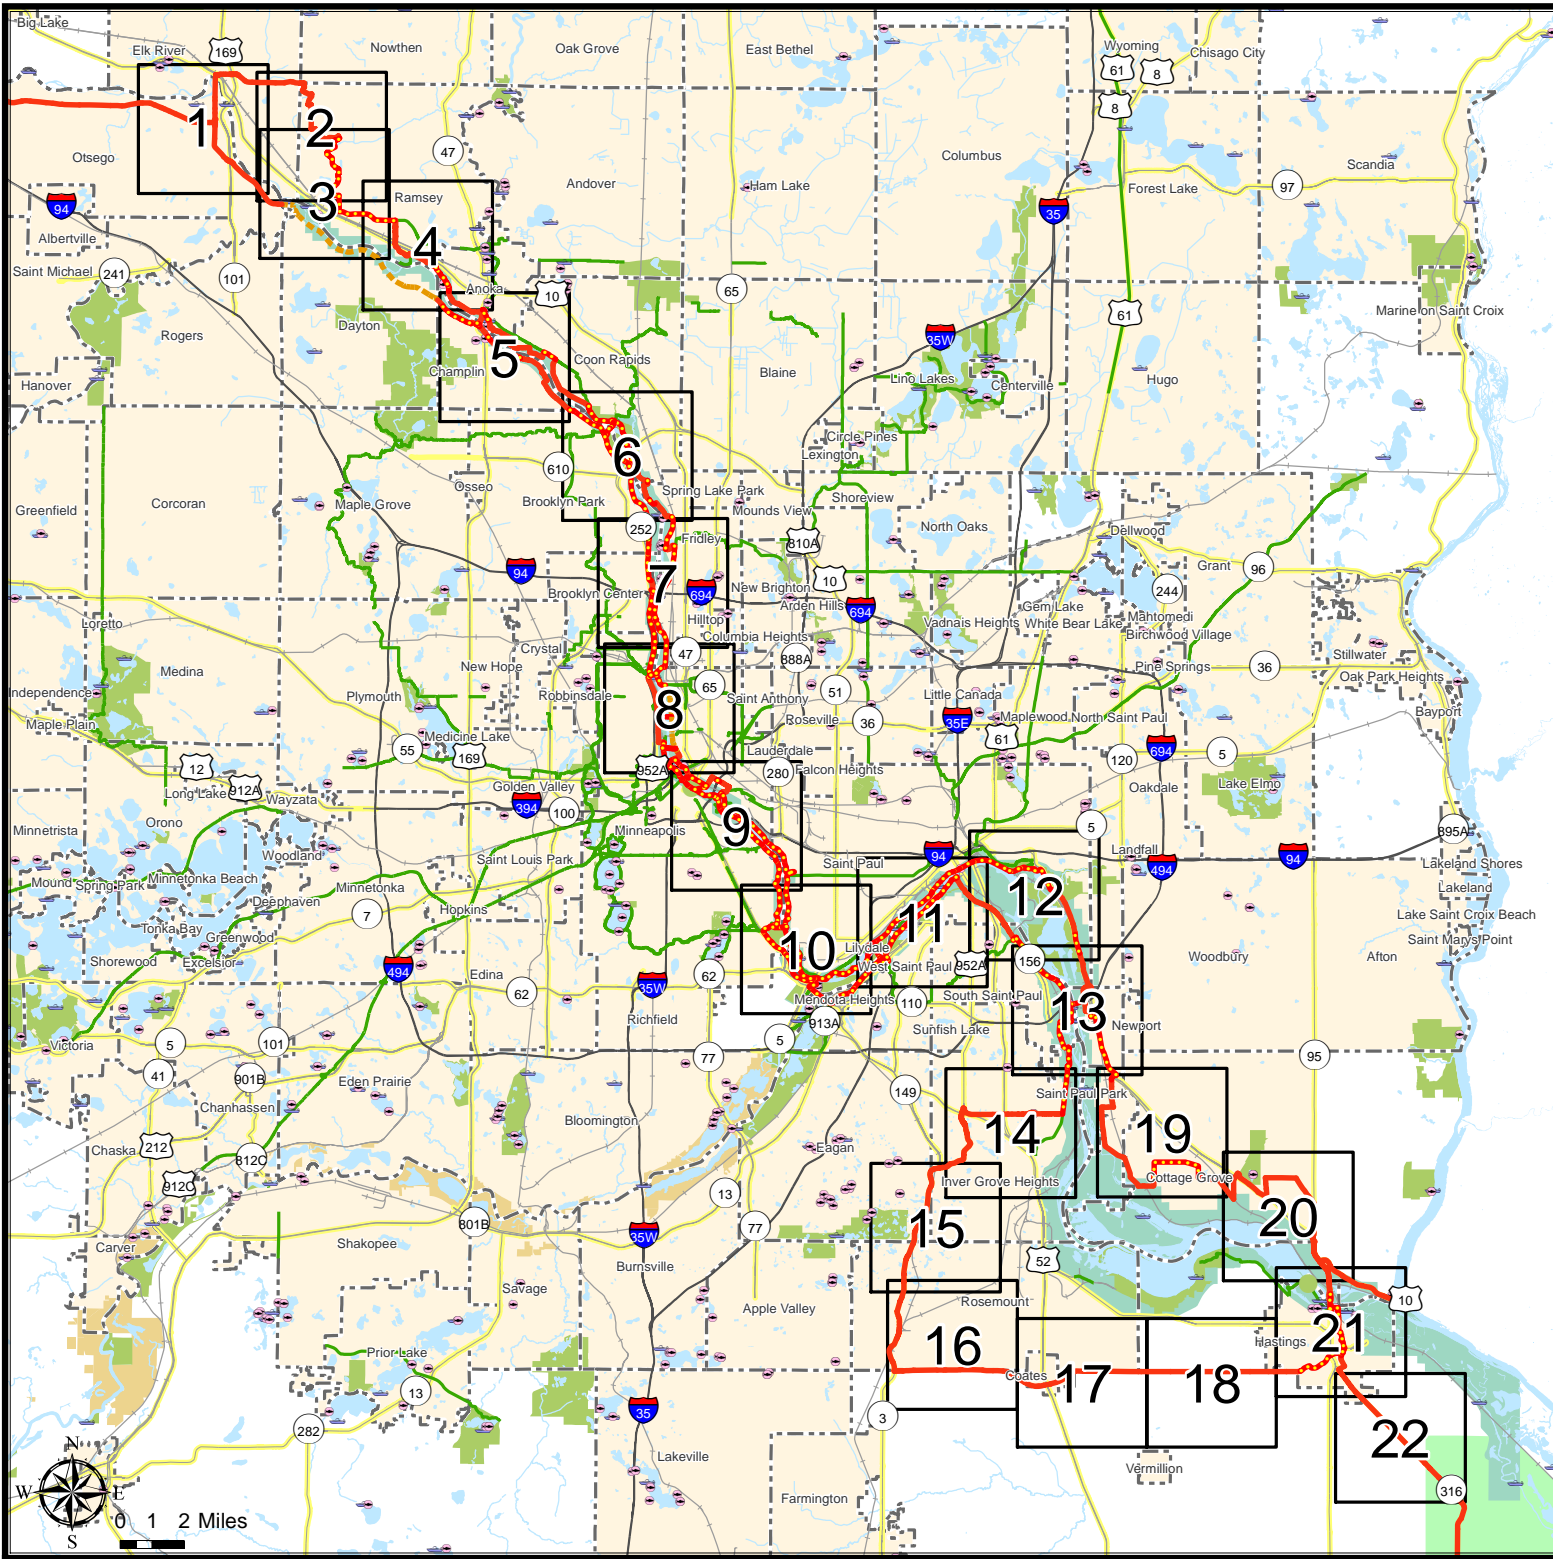 Big Lake
Elk River
169
Nowthen
Oak Grove
East Bethel
Wyoming
Chisago City
61
8
8
1
2
Otsego
47
Columbus
Scandia
Andover
Ham Lake
Forest Lake
97
94
3
Ramsey
35
Albertville
4
Saint Michael
241
101
Anoka
10
65
61
Marine on Saint Croix
Rogers
Dayton
5
Coon Rapids
35W
Hanover
Champlin
Blaine
Lino Lakes
Centerville
Hugo
Circle Pines
Lexington
6
610
Osseo
Brooklyn Park
Spring Lake Park
Shoreview
Corcoran
Maple Grove
Mounds View
Greenfield
252
North Oaks
Dellwood
Fridley
810A
94
7
10
Grant
96
Brooklyn Center
694
New Brighton
Arden Hills
694
244
Loretto
Hilltop
Gem Lake
Mahtomedi
Vadnais Heights
White Bear Lake
Columbia Heights
Birchwood Village
Crystal
47
888A
Stillwater
Medina
New Hope
Pine Springs
36
Oak Park Heights
Independence
Plymouth
Robbinsdale
65
Saint Anthony
51
Little Canada
Maple Plain
8
Roseville
36
35E
Maplewood
North Saint Paul
Bayport
Medicine Lake
61
55
169
Lauderdale
120
694
5
12
952A
280
Falcon Heights
Long Lake
912A
Wayzata
Golden Valley
Oakdale
Lake Elmo
394
100
Orono
Minnetrista
Minneapolis
9
5
895A
Woodland
Saint Louis Park
Saint Paul
94
Landfall
494
94
Lakeland Shores
Mound
Spring Park
Minnetonka Beach
Minnetonka
12
Lakeland
Deephaven
7
Hopkins
11
Lake Saint Croix Beach
Tonka Bay
Greenwood
10
Lilydale
Saint Marys Point
Shorewood
Excelsior
494
Edina
62
West Saint Paul
952A
156
Woodbury
Afton
62
35W
Mendota Heights
110
South Saint Paul
13
Richfield
913A
Sunfish Lake
Newport
Victoria
5
101
5
77
95
41
901B
Eden Prairie
149
Saint Paul Park
Chanhassen
Bloomington
14
19
Chaska
212
812C
Eagan
Inver Grove Heights
Cottage Grove
912C
13
801B
77
15
20
Carver
Shakopee
35W
52
Burnsville
Savage
Rosemount
10
Apple Valley
Hastings
21
16
Prior Lake
Coates
17
18
13
35
3
282
22
N
Lakeville
Vermillion
W
E
316
Farmington
S
0 1 2 Miles